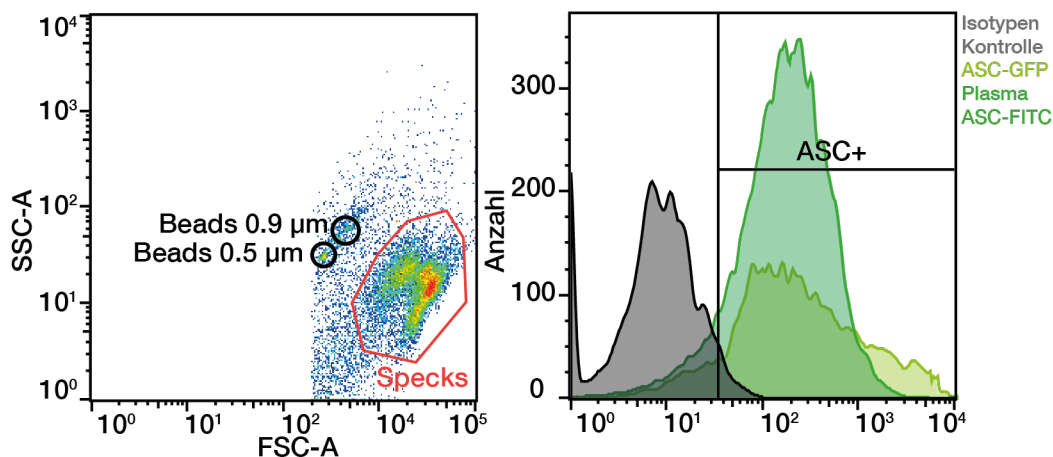 10⁴
10³
10²
10¹
10⁰
SSC-A
Beads 0.9 µm
Beads 0.5 µm
Specks
10⁰ 10¹ 10² 10³ 10⁴ 10⁵
FSC-A
300
200
100
0
Anzahl
ASC+
10⁰ 10¹ 10² 10³ 10⁴
Isotypen
Kontrolle
ASC-GFP
Plasma
ASC-FITC